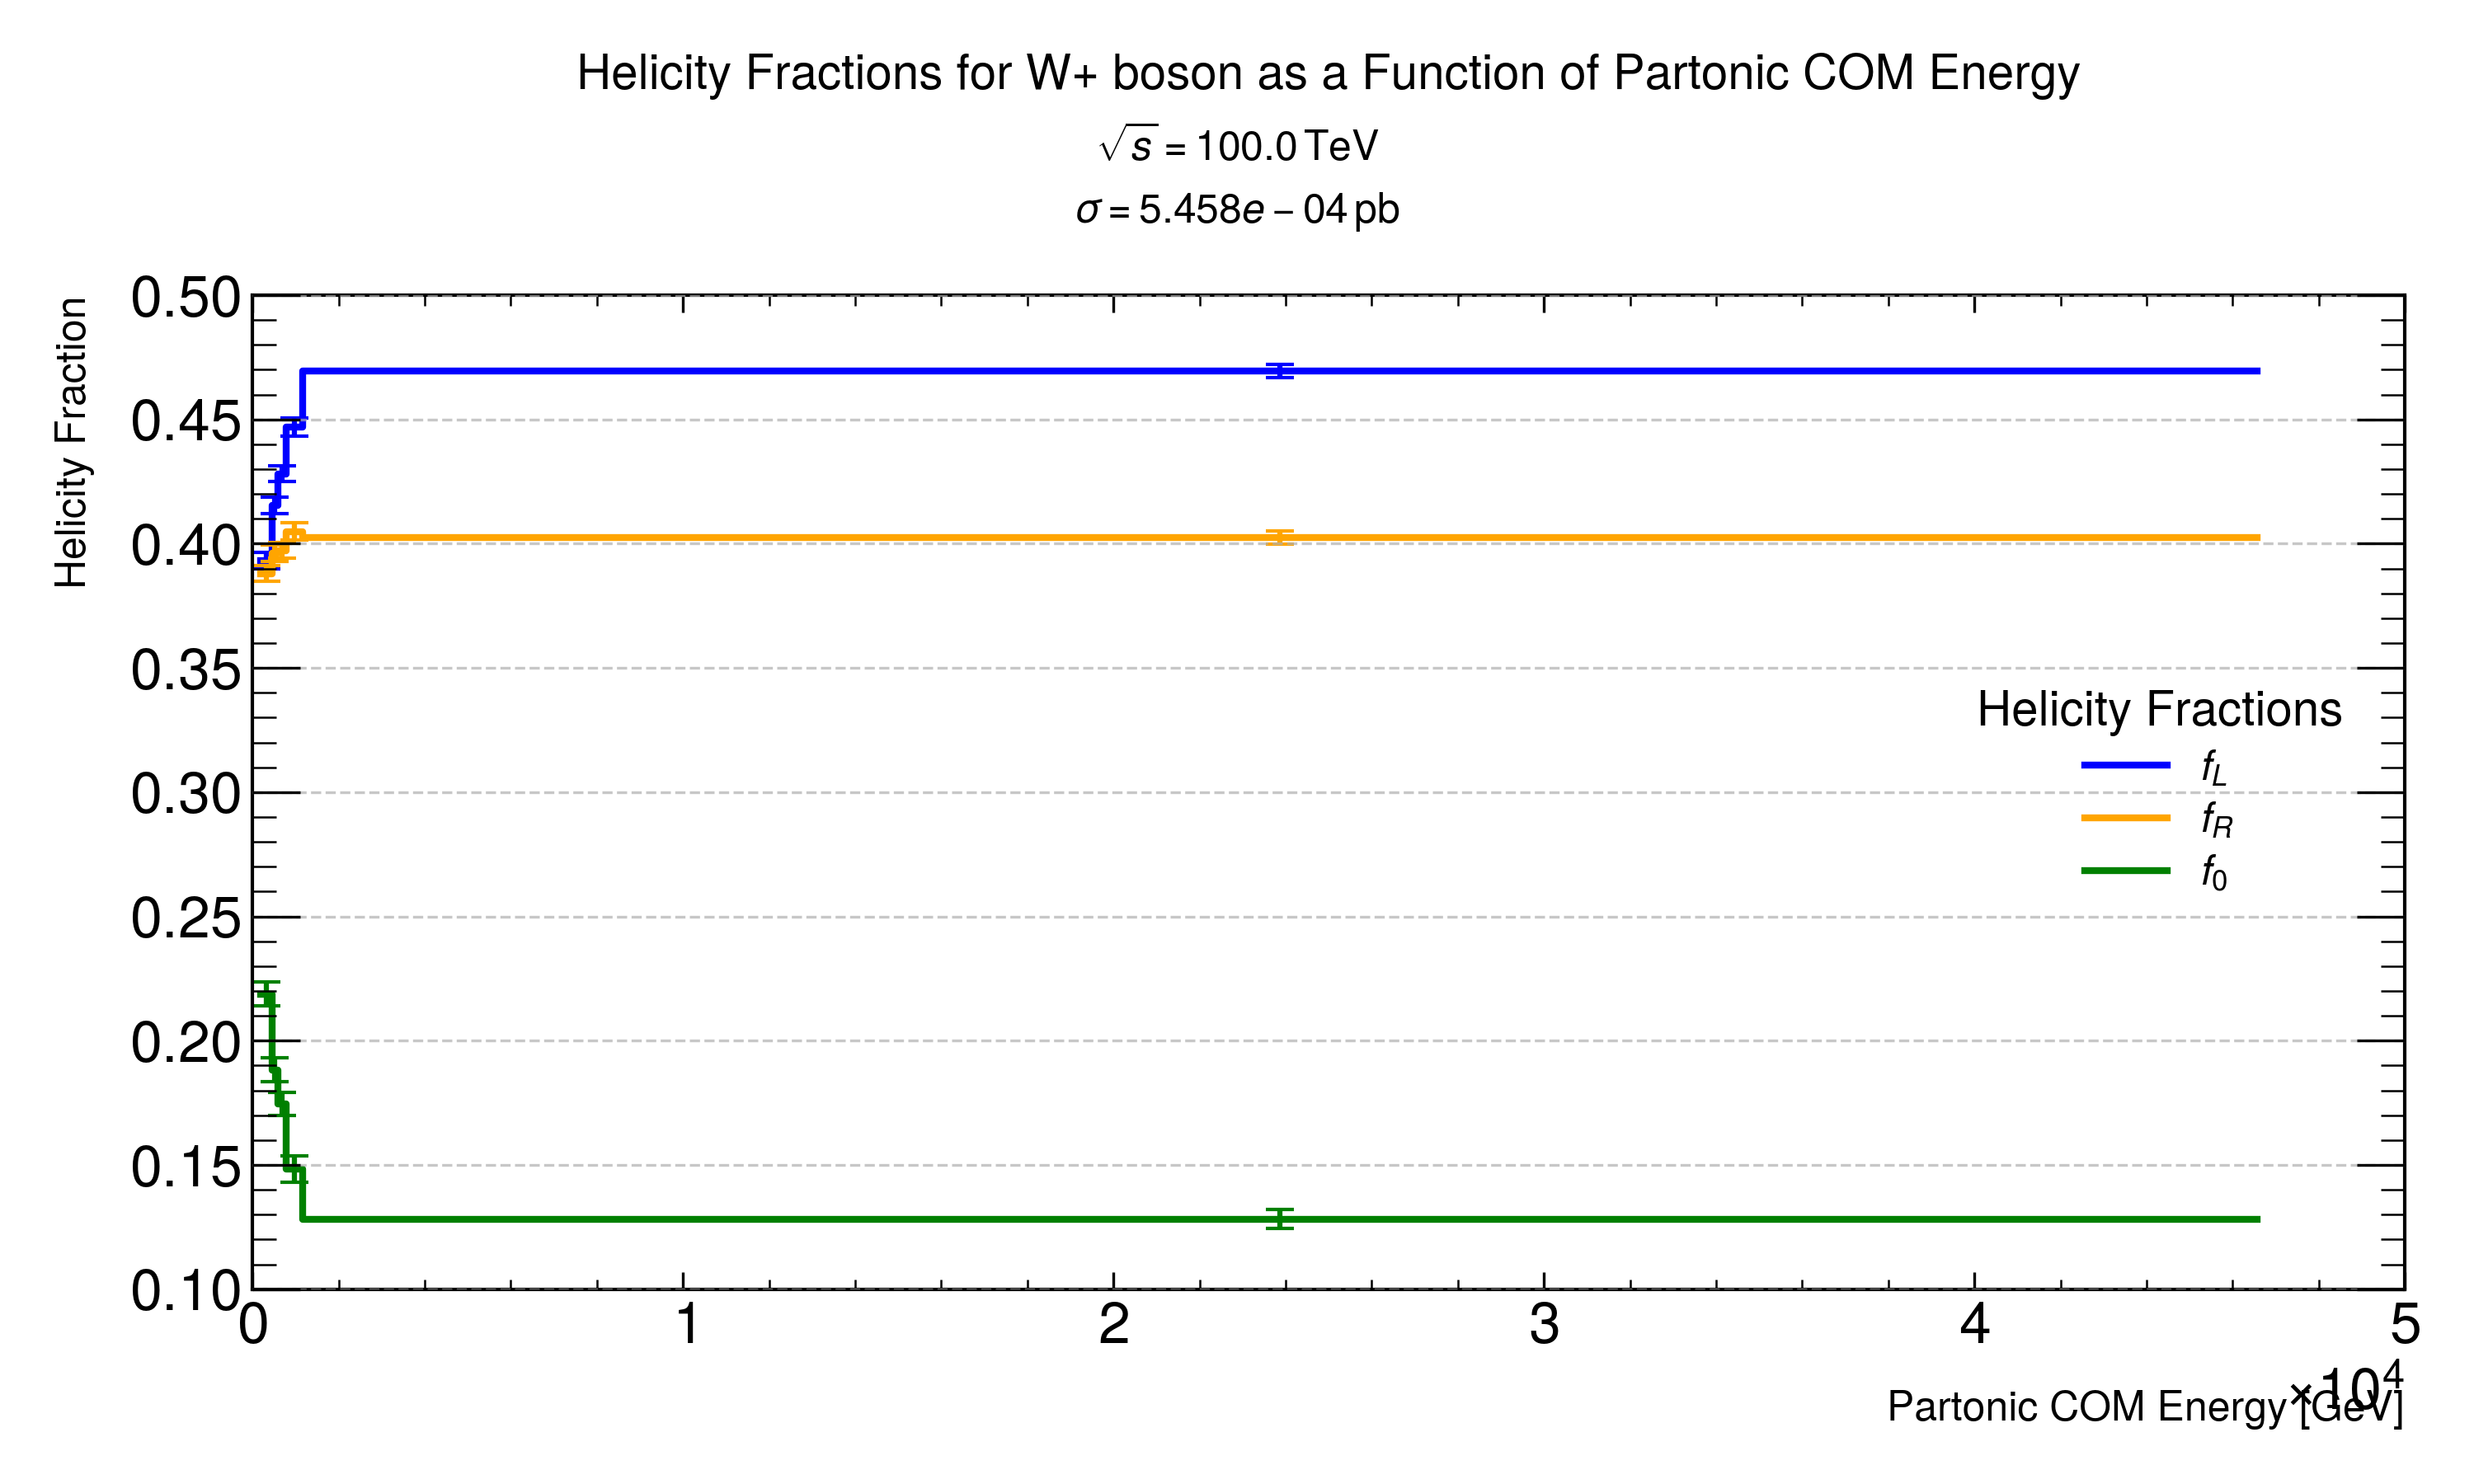 Helicity Fractions for W+ boson as a Function of Partonic COM Energy
√s = 100.0 TeV
σ = 5.458e − 04 pb
Helicity Fraction
0.50
0.45
0.40
0.35
0.30
0.25
0.20
0.15
0.10
Helicity Fractions
f_L
f_R
f_0
0 1 2 3 4 5
×10⁴
Partonic COM Energy [GeV]